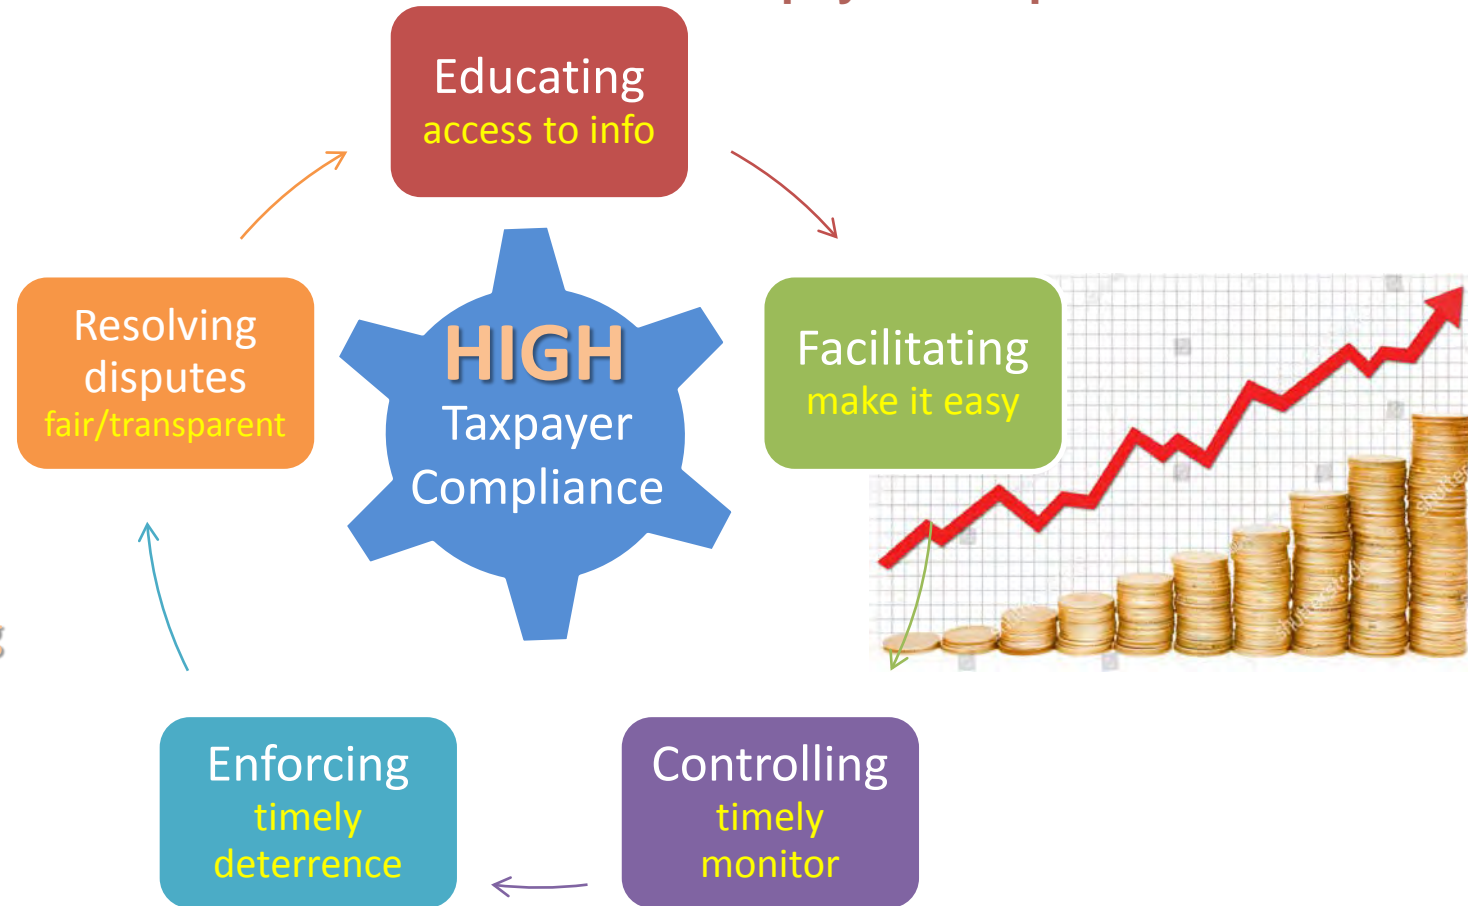 Educating
access to info
Resolving
disputes
fair/transparent
HIGH
Taxpayer
Compliance
Facilitating
make it easy
Enforcing
timely
deterrence
Controlling
timely
monitor